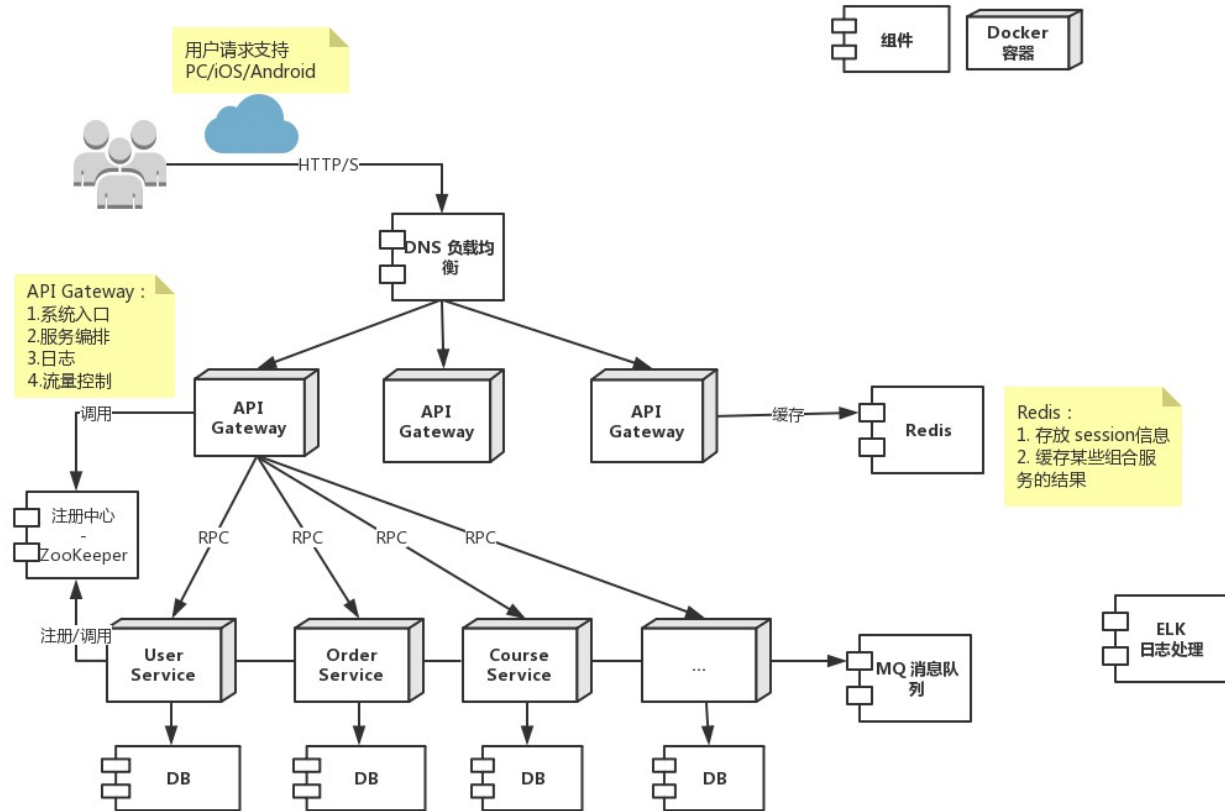 用户请求支持
PC/iOS/Android
组件
Docker
容器
HTTP/S
DNS 负载均
衡
API Gateway：
1.系统入口
2.服务编排
3.日志
4.流量控制
API
Gateway
API
Gateway
API
Gateway
调用
缓存
Redis
Redis：
1. 存放 session信息
2. 缓存某些组合服
务的结果
注册中心
-
ZooKeeper
RPC
RPC
RPC
RPC
注册/调用
User
Service
Order
Service
Course
Service
...
MQ 消息队
列
ELK
日志处理
DB
DB
DB
DB